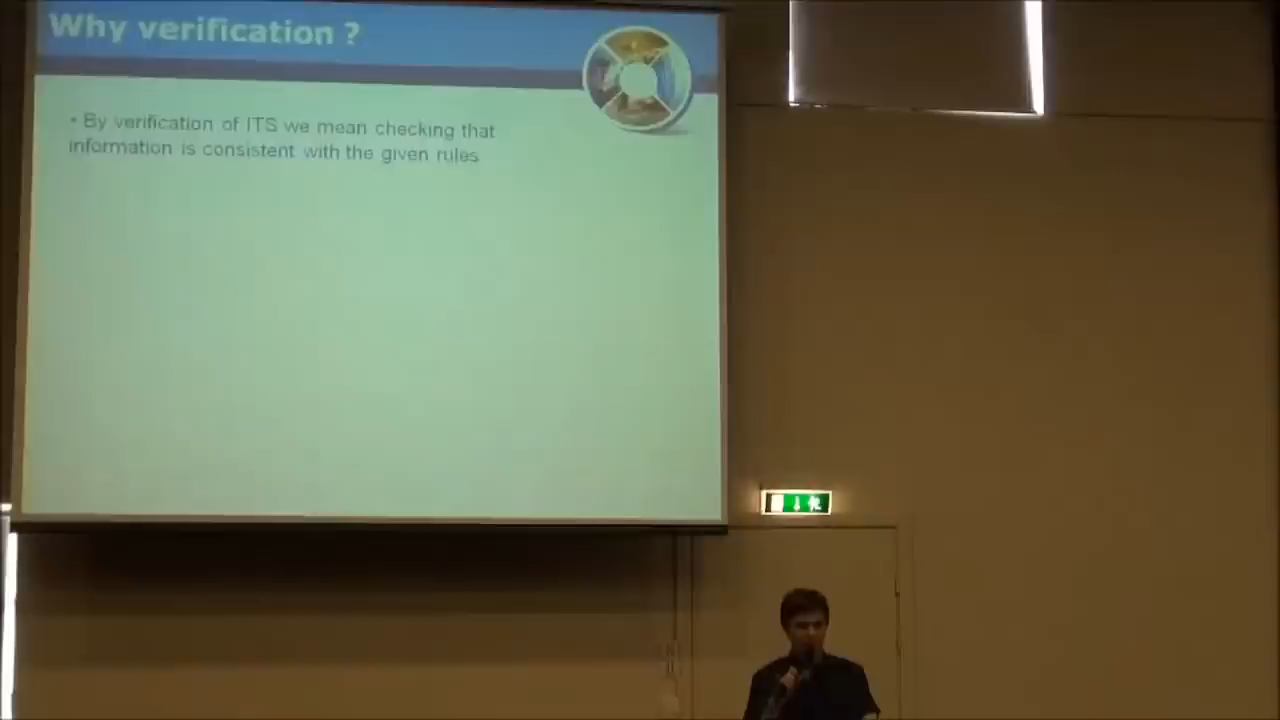 Why verification ?
• By verification of ITS we mean checking that
information is consistent with the given rules